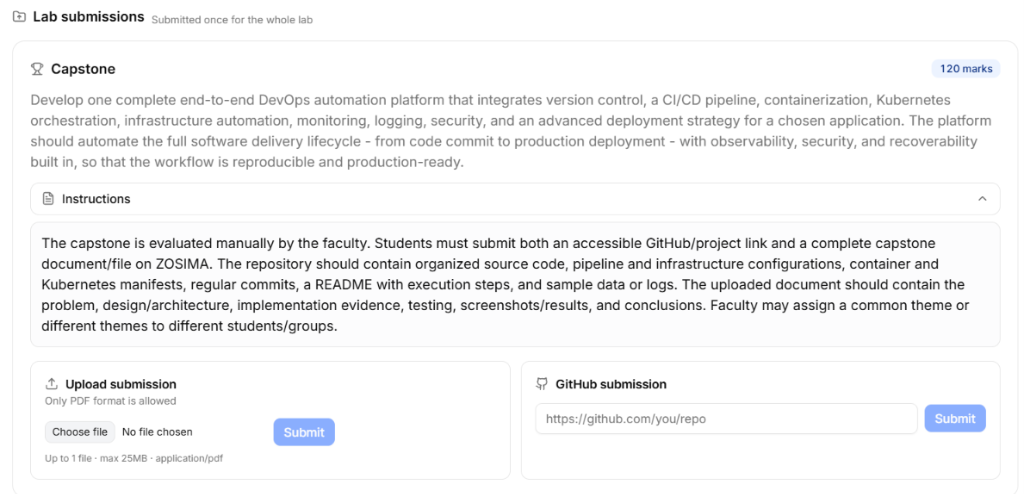 Lab submissions Submitted once for the whole lab
Capstone
120 marks
Develop one complete end-to-end DevOps automation platform that integrates version control, a CI/CD pipeline, containerization, Kubernetes
orchestration, infrastructure automation, monitoring, logging, security, and an advanced deployment strategy for a chosen application. The platform
should automate the full software delivery lifecycle - from code commit to production deployment - with observability, security, and recoverability
built in, so that the workflow is reproducible and production-ready.
Instructions
The capstone is evaluated manually by the faculty. Students must submit both an accessible GitHub/project link and a complete capstone
document/file on ZOSIMA. The repository should contain organized source code, pipeline and infrastructure configurations, container and
Kubernetes manifests, regular commits, a README with execution steps, and sample data or logs. The uploaded document should contain the
problem, design/architecture, implementation evidence, testing, screenshots/results, and conclusions. Faculty may assign a common theme or
different themes to different students/groups.
Upload submission
Only PDF format is allowed
Choose file No file chosen
Submit
Up to 1 file · max 25MB · application/pdf
GitHub submission
https://github.com/you/repo
Submit